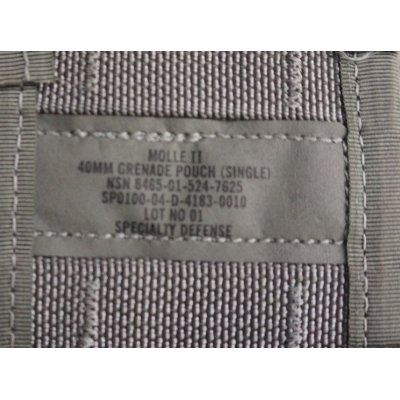 MOLLE II
40MM GRENADE POUCH (SINGLE)
NSN 8465-01-524-7625
SP0100-04-D-4183-0010
LOT NO 01
SPECIALTY DEFENSE